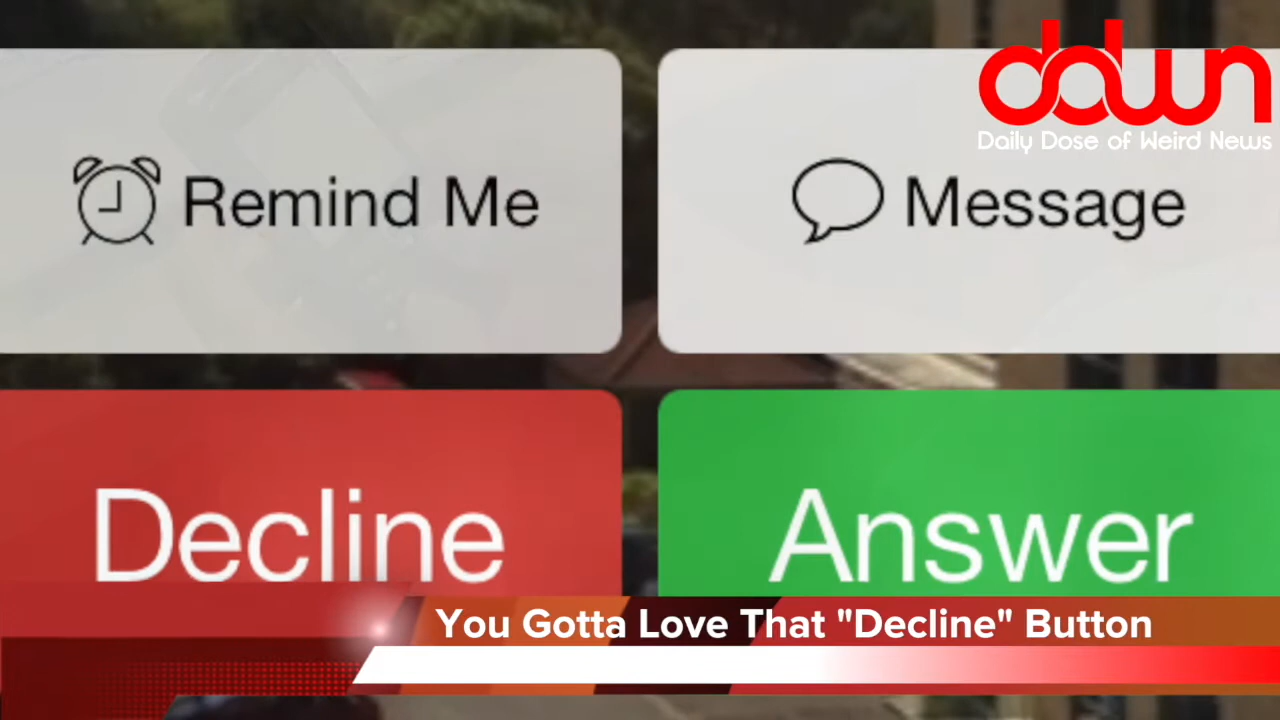 ddwn
Daily Dose of Weird News
Remind Me
Message
Decline
Answer
You Gotta Love That "Decline" Button